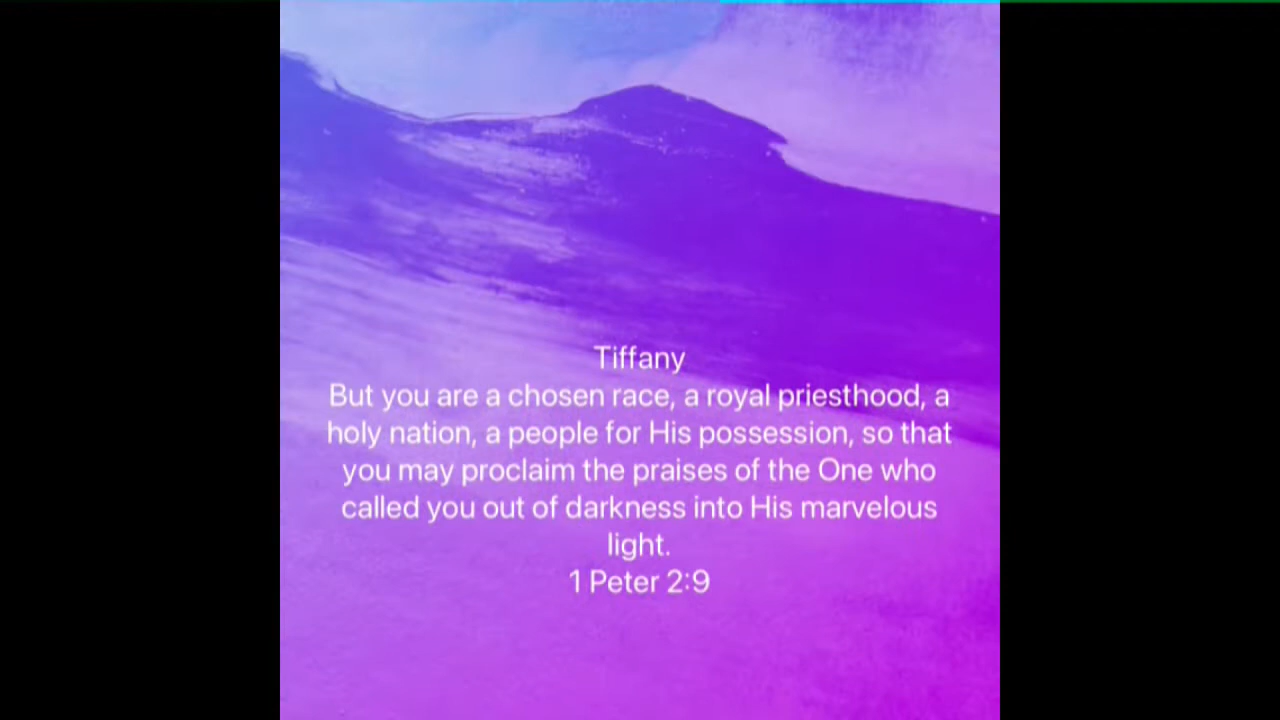 Tiffany
But you are a chosen race, a royal priesthood, a
holy nation, a people for His possession, so that
you may proclaim the praises of the One who
called you out of darkness into His marvelous
light.
1 Peter 2:9